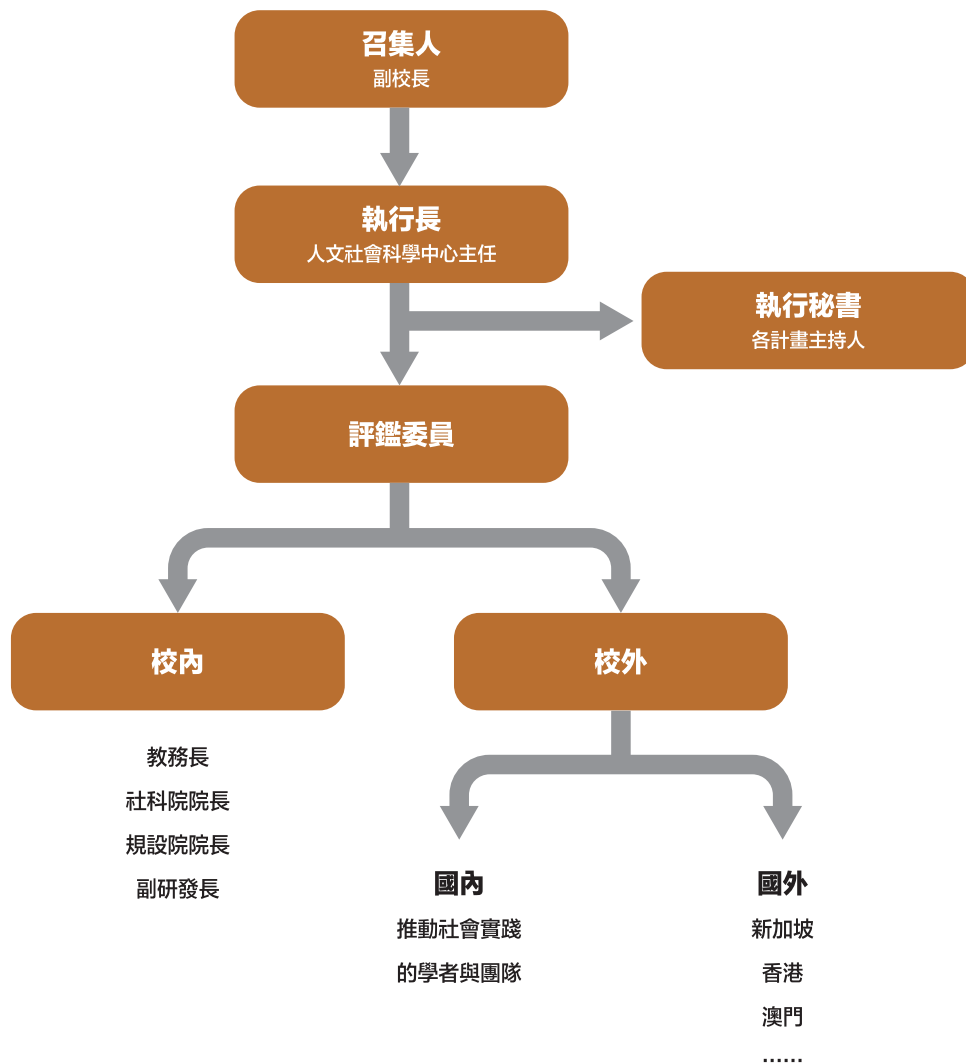 召集人
副校長
執行長
人文社會科學中心主任
執行秘書
各計畫主持人
評鑑委員
校內
校外
教務長
社科院院長
規設院院長
副研發長
國內
推動社會實踐
的學者與團隊
國外
新加坡
香港
澳門
......